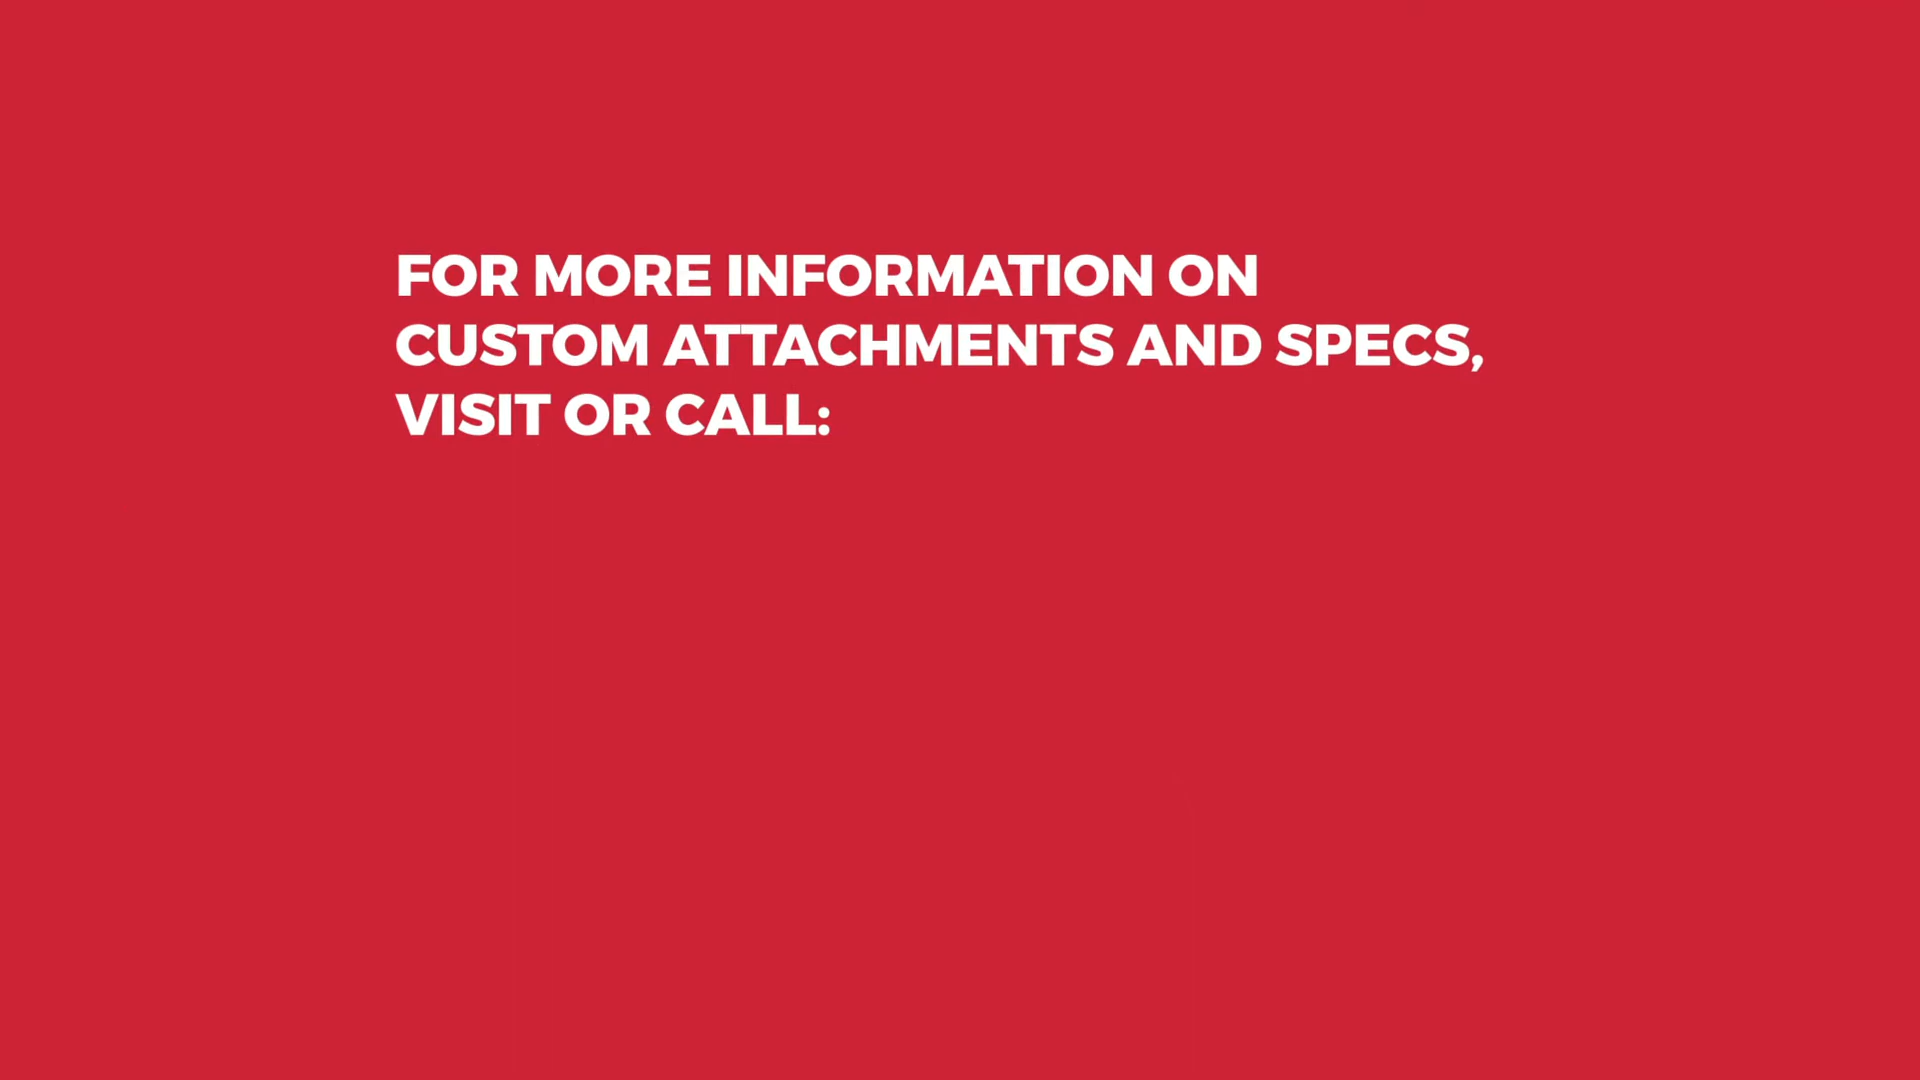 FOR MORE INFORMATION ON
CUSTOM ATTACHMENTS AND SPECS,
VISIT OR CALL: